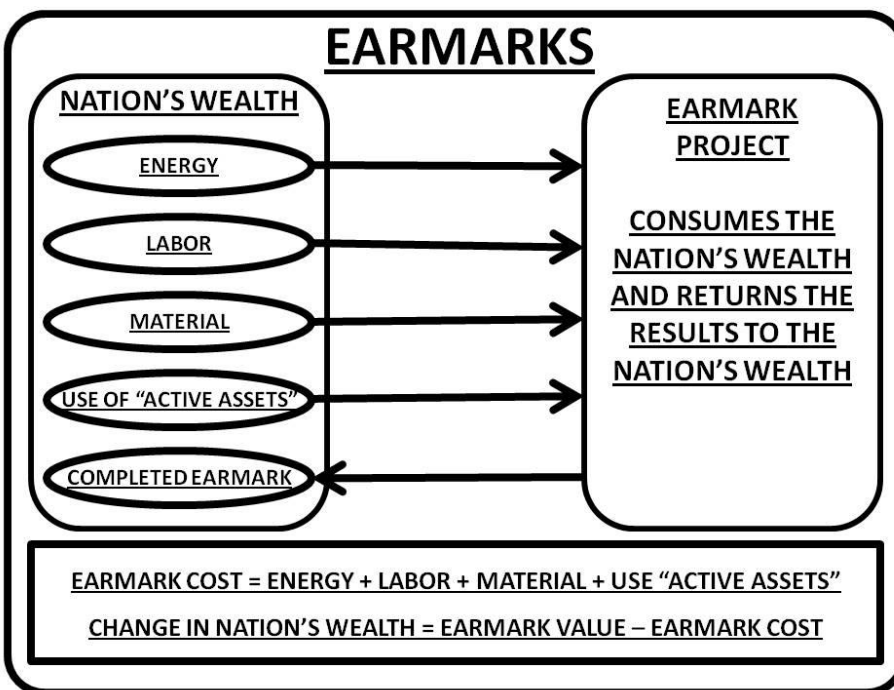 EARMARKS
NATION'S WEALTH
ENERGY
LABOR
MATERIAL
USE OF “ACTIVE ASSETS”
COMPLETED EARMARK
EARMARK
PROJECT
CONSUMES THE
NATION'S WEALTH
AND RETURNS THE
RESULTS TO THE
NATION'S WEALTH
EARMARK COST = ENERGY + LABOR + MATERIAL + USE “ACTIVE ASSETS”
CHANGE IN NATION'S WEALTH = EARMARK VALUE – EARMARK COST